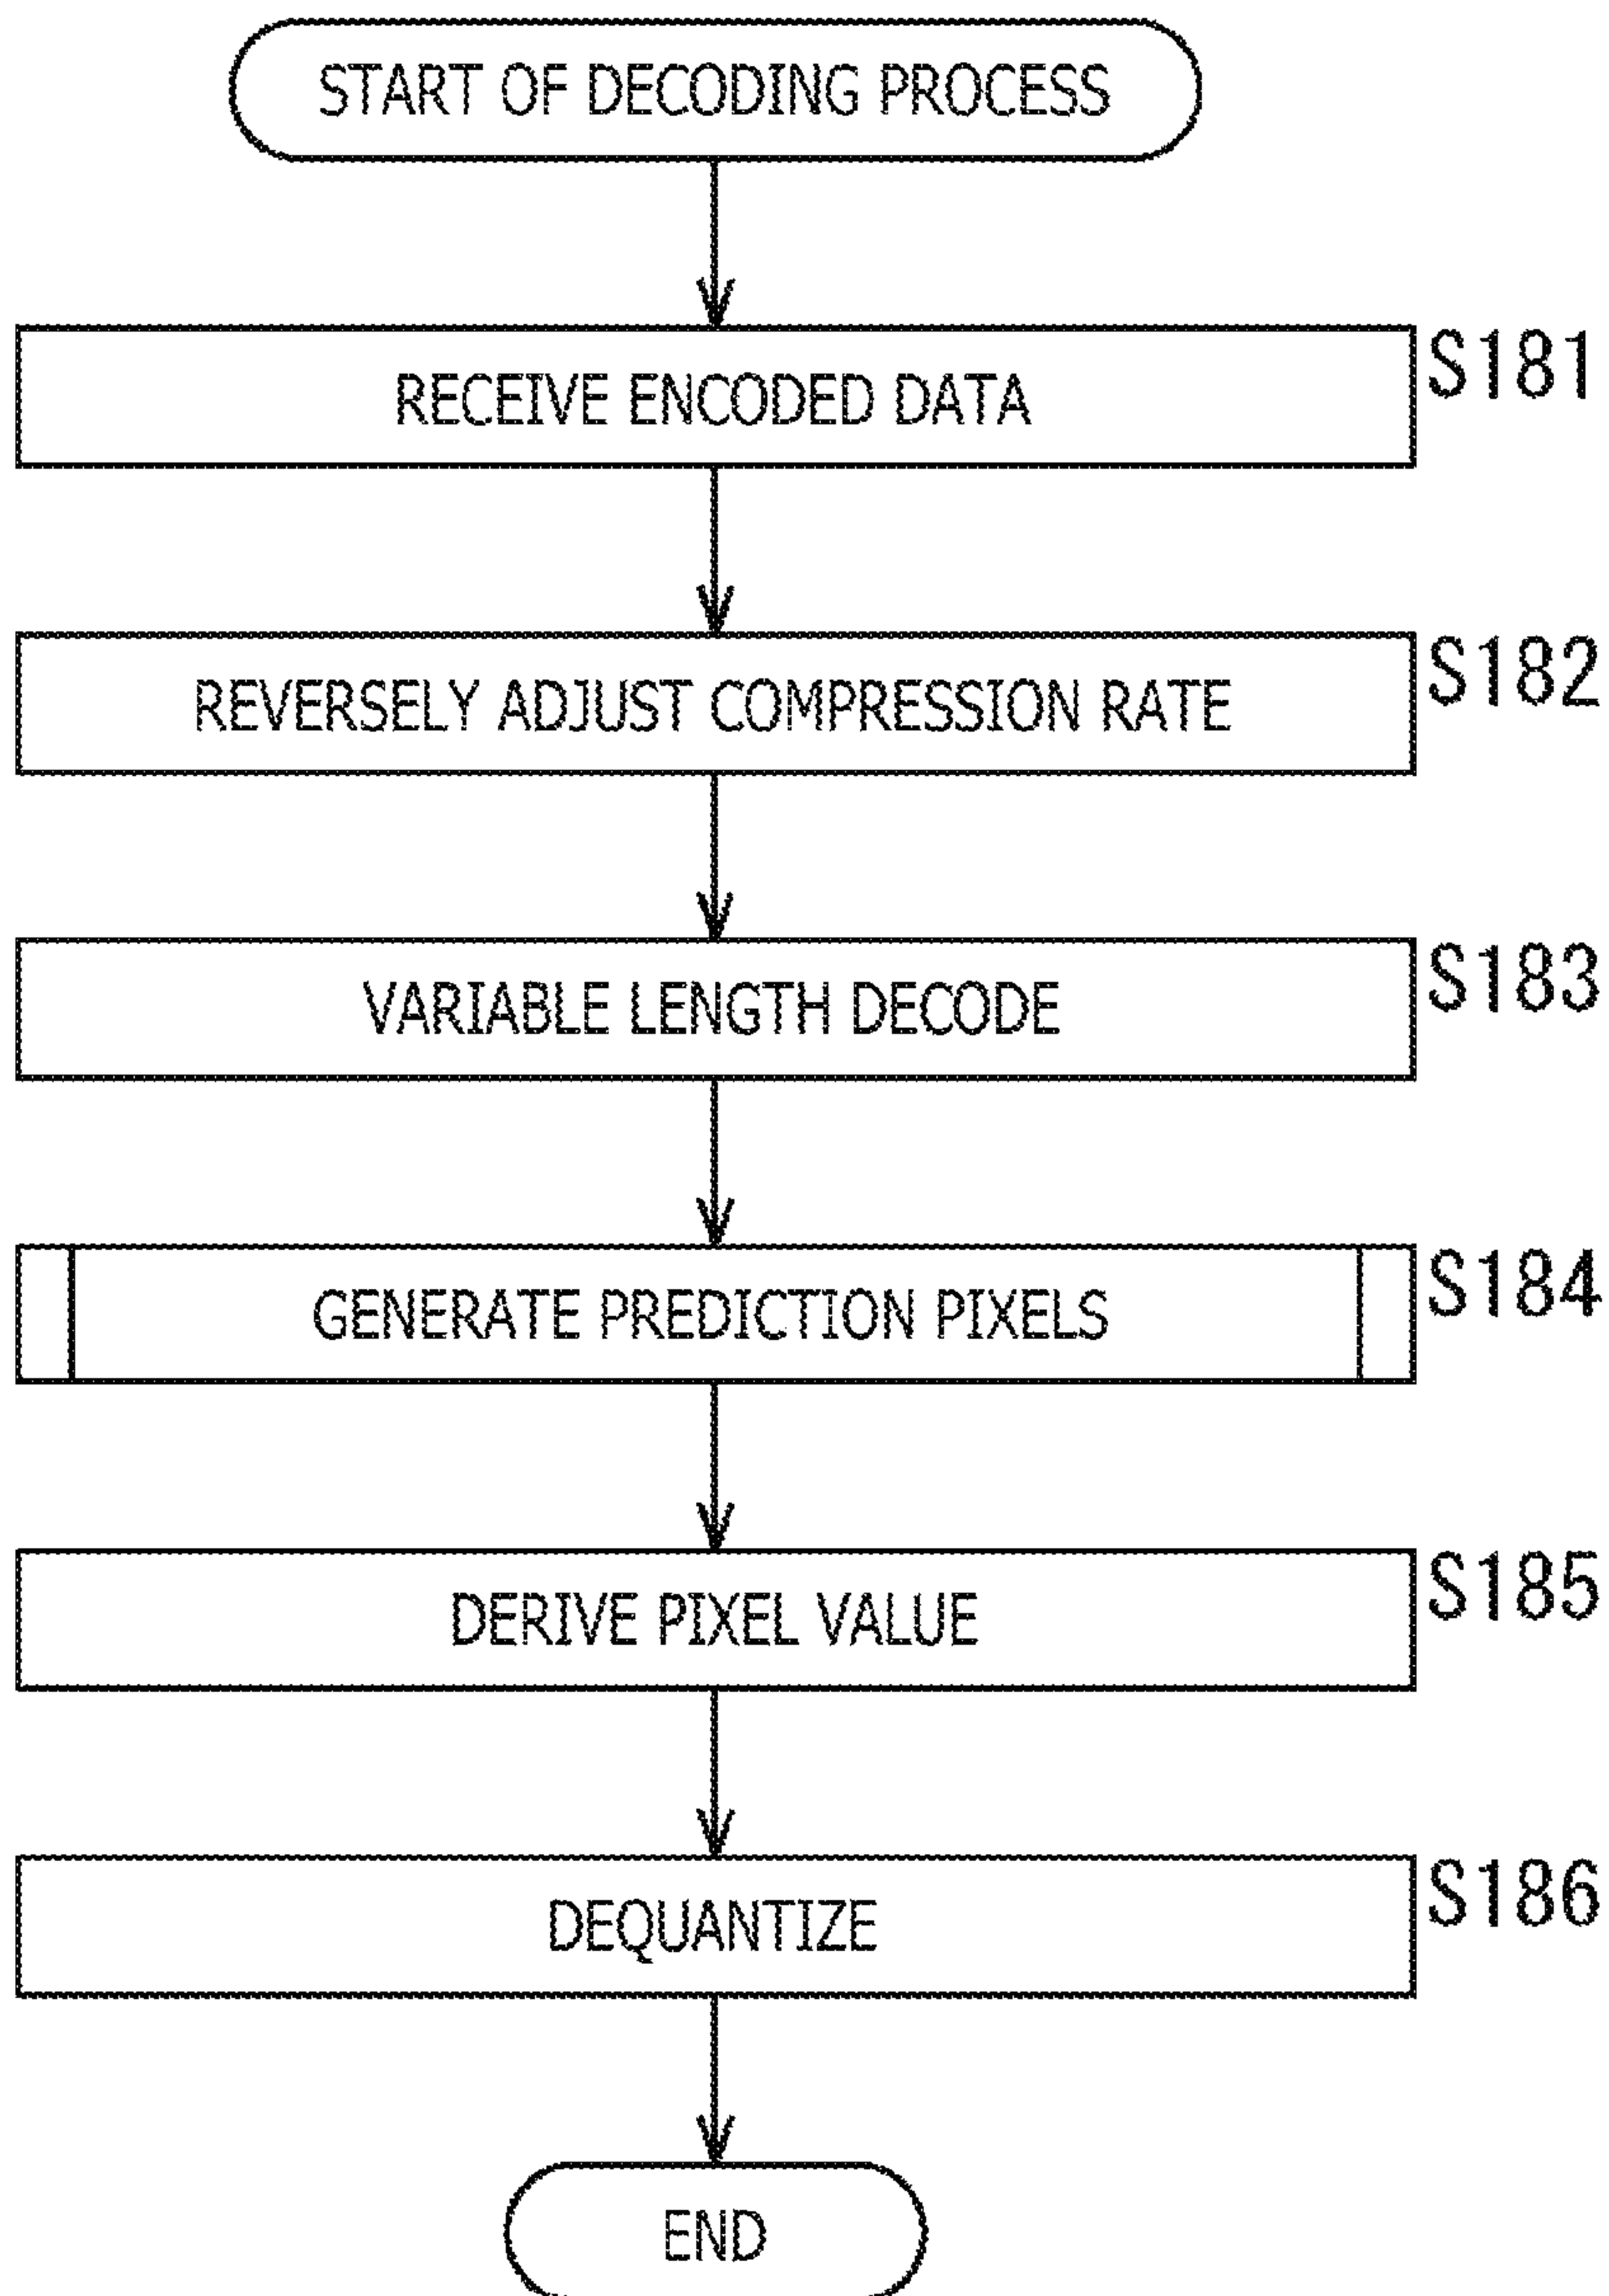 START OF DECODING PROCESS
RECEIVE ENCODED DATA
S181
REVERSELY ADJUST COMPRESSION RATE
S182
VARIABLE LENGTH DECODE
S183
GENERATE PREDICTION PIXELS
S184
DERIVE PIXEL VALUE
S185
DEQUANTIZE
S186
END